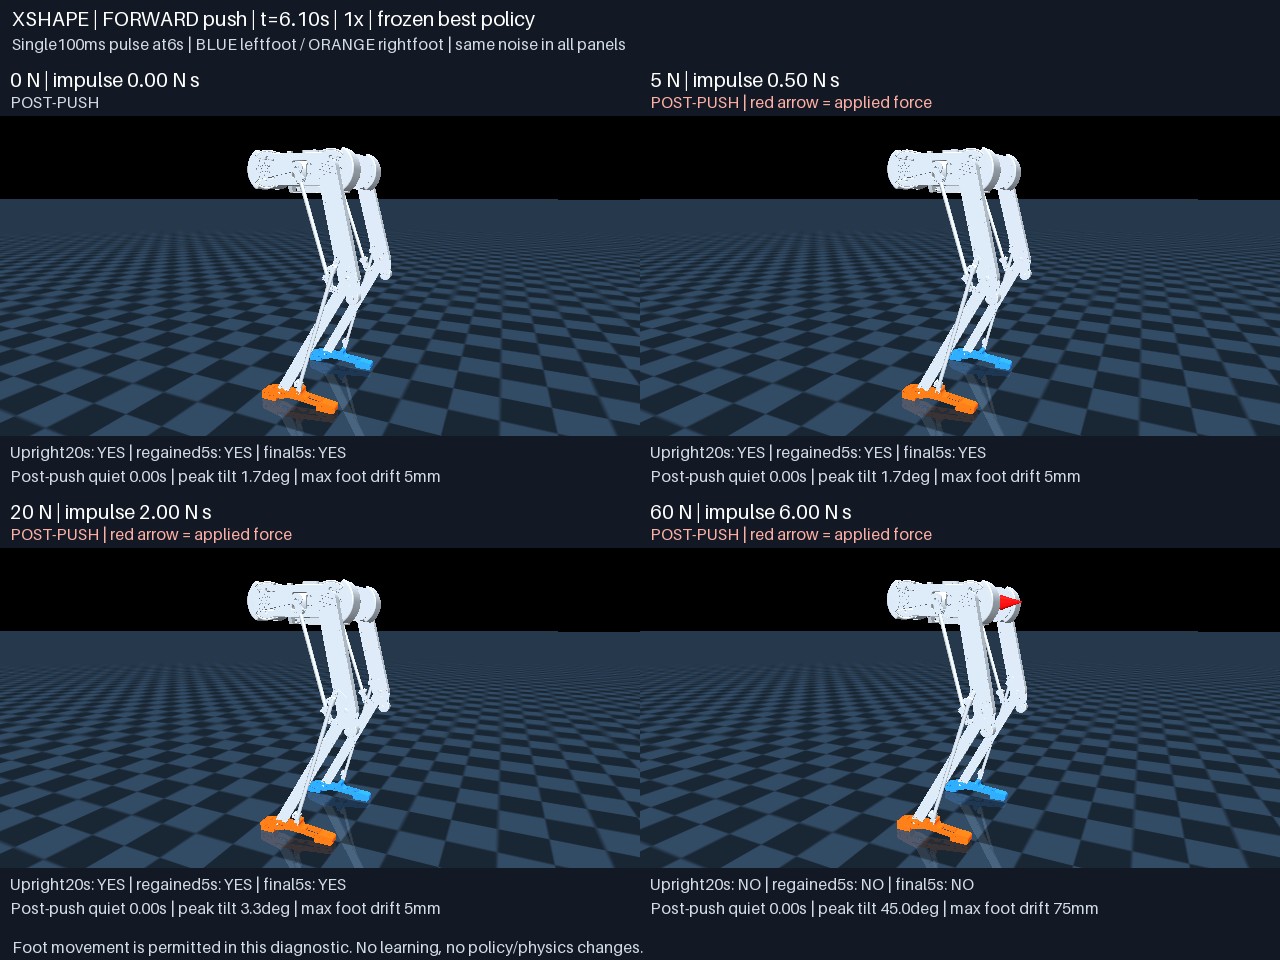 XSHAPE | FORWARD push | t=6.10s | 1x | frozen best policy
Single100ms pulse at6s | BLUE leftfoot / ORANGE rightfoot | same noise in all panels
0 N | impulse 0.00 N s
POST-PUSH
5 N | impulse 0.50 N s
POST-PUSH | red arrow = applied force
Upright20s: YES | regained5s: YES | final5s: YES
Post-push quiet 0.00s | peak tilt 1.7deg | max foot drift 5mm
Upright20s: YES | regained5s: YES | final5s: YES
Post-push quiet 0.00s | peak tilt 1.7deg | max foot drift 5mm
20 N | impulse 2.00 N s
POST-PUSH | red arrow = applied force
60 N | impulse 6.00 N s
POST-PUSH | red arrow = applied force
Upright20s: YES | regained5s: YES | final5s: YES
Post-push quiet 0.00s | peak tilt 3.3deg | max foot drift 5mm
Upright20s: NO | regained5s: NO | final5s: NO
Post-push quiet 0.00s | peak tilt 45.0deg | max foot drift 75mm
Foot movement is permitted in this diagnostic. No learning, no policy/physics changes.